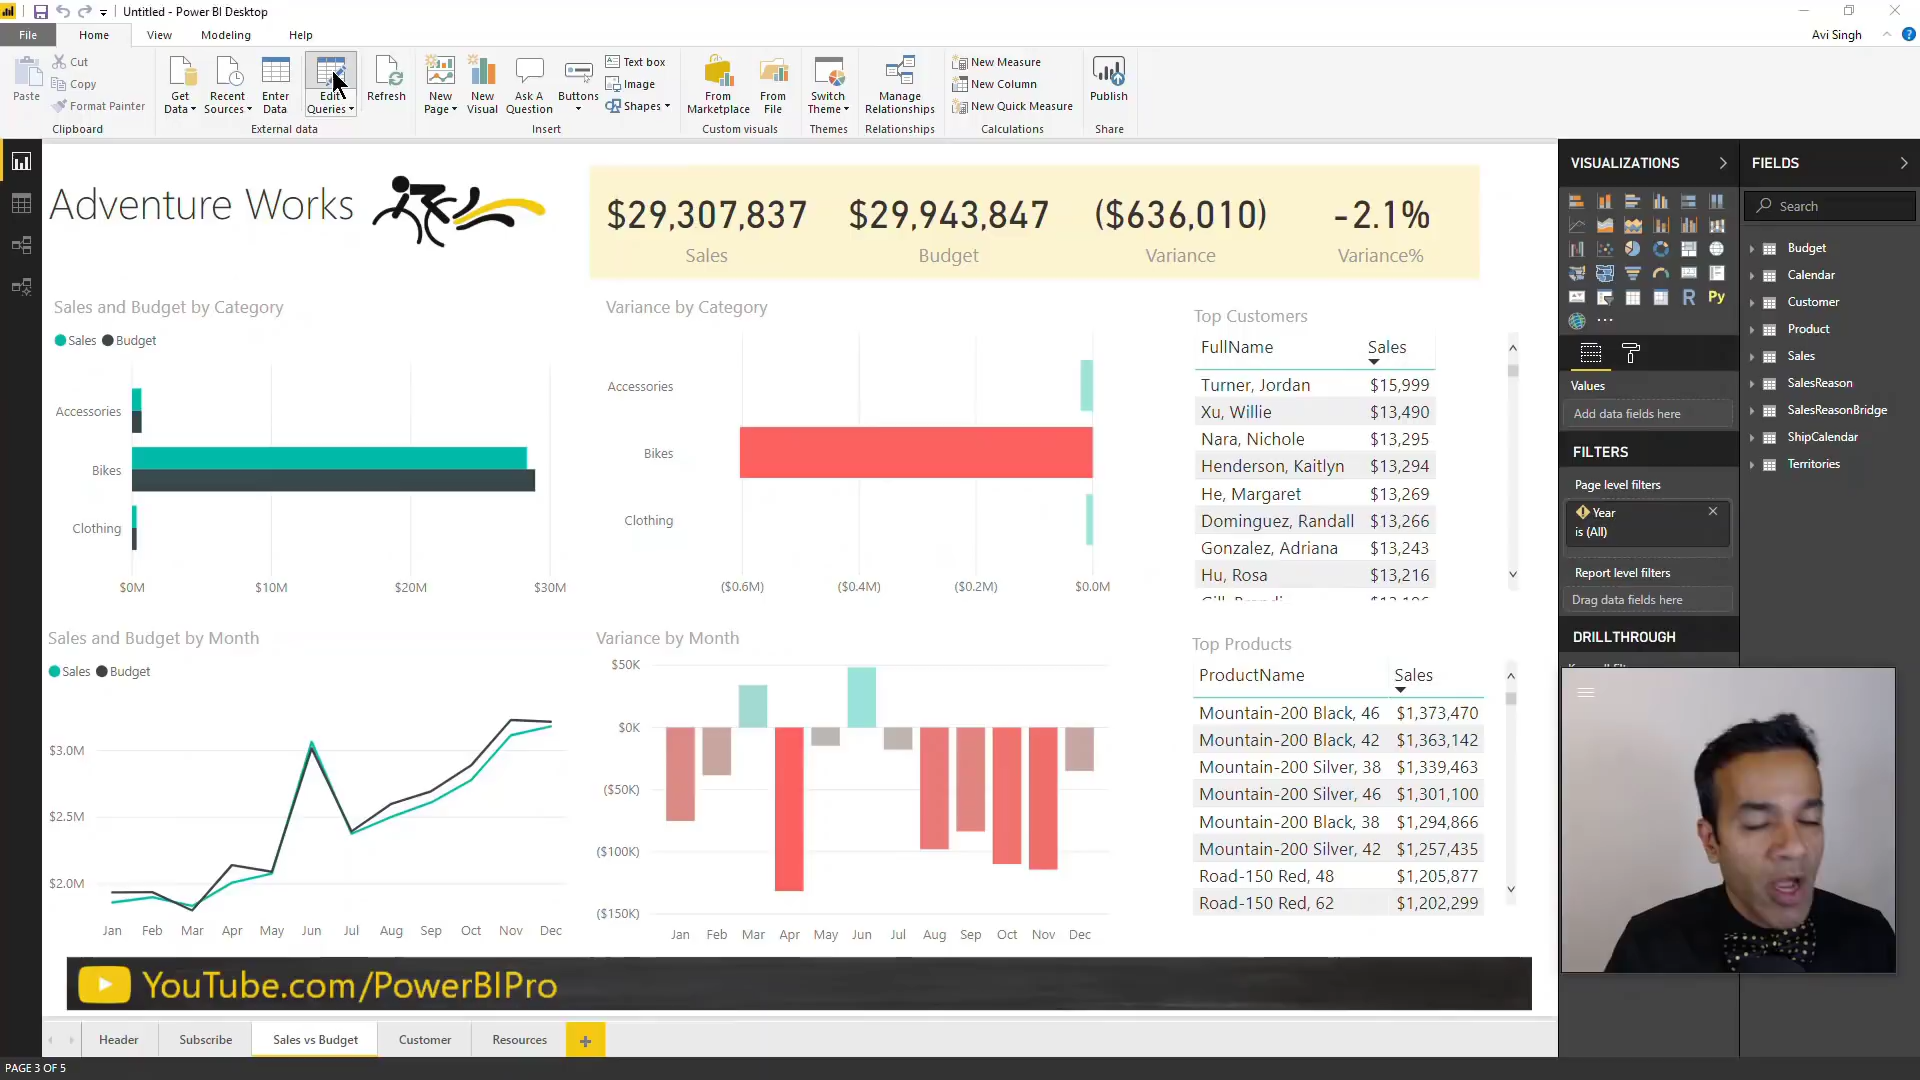 Untitled - Power BI Desktop
File
Home
View
Modeling
Help
Avi Singh
Paste
Cut
Copy
Format Painter
Clipboard
Get Data
Recent Sources
Enter Data
Edit Queries
Refresh
External data
New Page
New Visual
Ask A Question
Buttons
Text box
Image
Shapes
Insert
From Marketplace
From File
Custom visuals
Switch Theme
Themes
Manage Relationships
Relationships
New Measure
New Column
New Quick Measure
Calculations
Publish
Share
Adventure Works
$29,307,837
Sales
$29,943,847
Budget
($636,010)
Variance
-2.1%
Variance%
Sales and Budget by Category
Sales Budget
Accessories
Bikes
Clothing
$0M $10M $20M $30M
Variance by Category
Accessories
Bikes
Clothing
($0.6M) ($0.4M) ($0.2M) $0.0M
Top Customers
FullName Sales
Turner, Jordan $15,999
Xu, Willie $13,490
Nara, Nichole $13,295
Henderson, Kaitlyn $13,294
He, Margaret $13,269
Dominguez, Randall $13,266
Gonzalez, Adriana $13,243
Hu, Rosa $13,216
Sales and Budget by Month
Sales Budget
$3.0M
$2.5M
$2.0M
Jan Feb Mar Apr May Jun Jul Aug Sep Oct Nov Dec
Variance by Month
$50K
$0K
($50K)
($100K)
($150K)
Jan Feb Mar Apr May Jun Jul Aug Sep Oct Nov Dec
Top Products
ProductName Sales
Mountain-200 Black, 46 $1,373,470
Mountain-200 Black, 42 $1,363,142
Mountain-200 Silver, 38 $1,339,463
Mountain-200 Silver, 46 $1,301,100
Mountain-200 Black, 38 $1,294,866
Mountain-200 Silver, 42 $1,257,435
Road-150 Red, 48 $1,205,877
Road-150 Red, 62 $1,202,299
YouTube.com/PowerBIPro
VISUALIZATIONS
R
Py
Values
Add data fields here
FILTERS
Page level filters
Year
is (All)
Report level filters
Drag data fields here
DRILLTHROUGH
FIELDS
Search
Budget
Calendar
Customer
Product
Sales
SalesReason
SalesReasonBridge
ShipCalendar
Territories
Header
Subscribe
Sales vs Budget
Customer
Resources
PAGE 3 OF 5